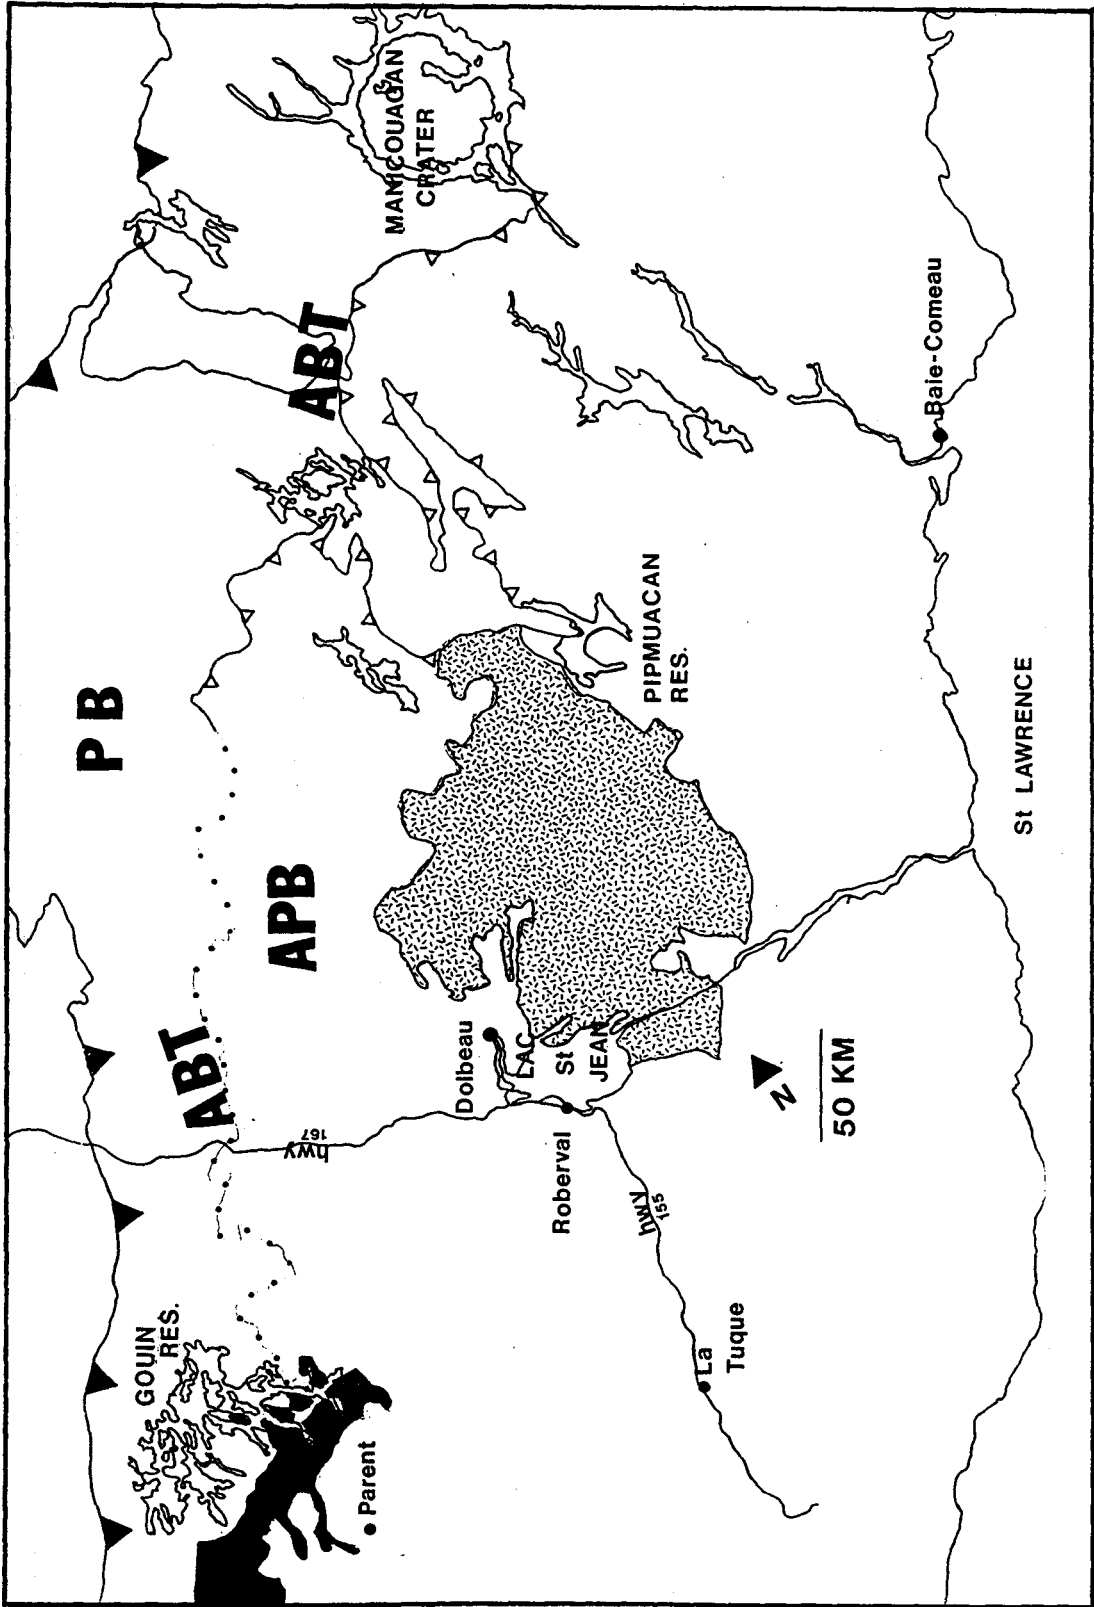 MANICOUAGAN
CRATER
ABT
PB
APB
ABT
GOUIN
RES.
Parent
hwy
167
Dolbeau
LAC
St
JEAN
Roberval
hwy
155
La
Tuque
PIPMUACAN
RES.
Baie-Comeau
St LAWRENCE
N
50 KM